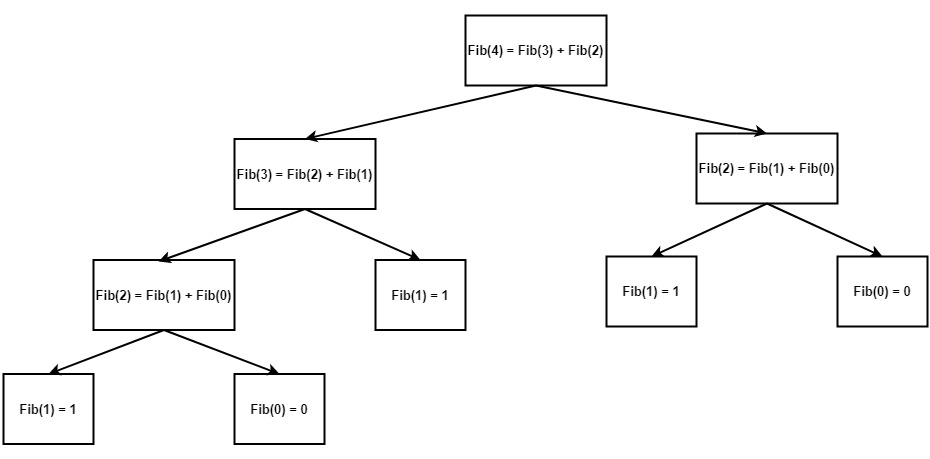 Fib(4) = Fib(3) + Fib(2)
Fib(3) = Fib(2) + Fib(1)
Fib(2) = Fib(1) + Fib(0)
Fib(2) = Fib(1) + Fib(0)
Fib(1) = 1
Fib(1) = 1
Fib(0) = 0
Fib(1) = 1
Fib(0) = 0